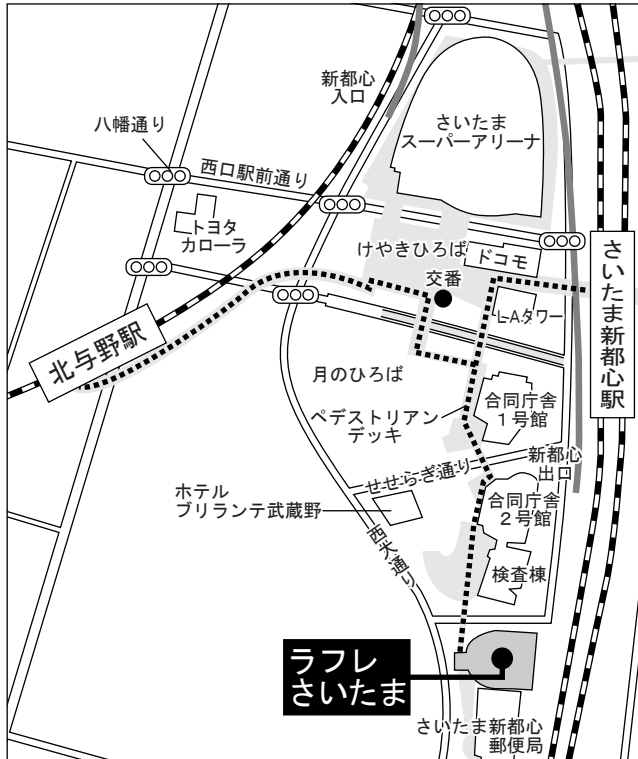 新都心
入口
さいたま
スーパーアリーナ
八幡通り
西口駅前通り
トヨタ
カローラ
けやきひろば
ドコモ
交番
さいたま新都心駅
L.Aタワー
北与野駅
月のひろば
合同庁舎
1号館
ペデストリアン
デッキ
新都心
出口
せせらぎ通り
ホテル
ブリランテ武蔵野
合同庁舎
2号館
西大通り
検査棟
ラフレ
さいたま
さいたま新都心
郵便局